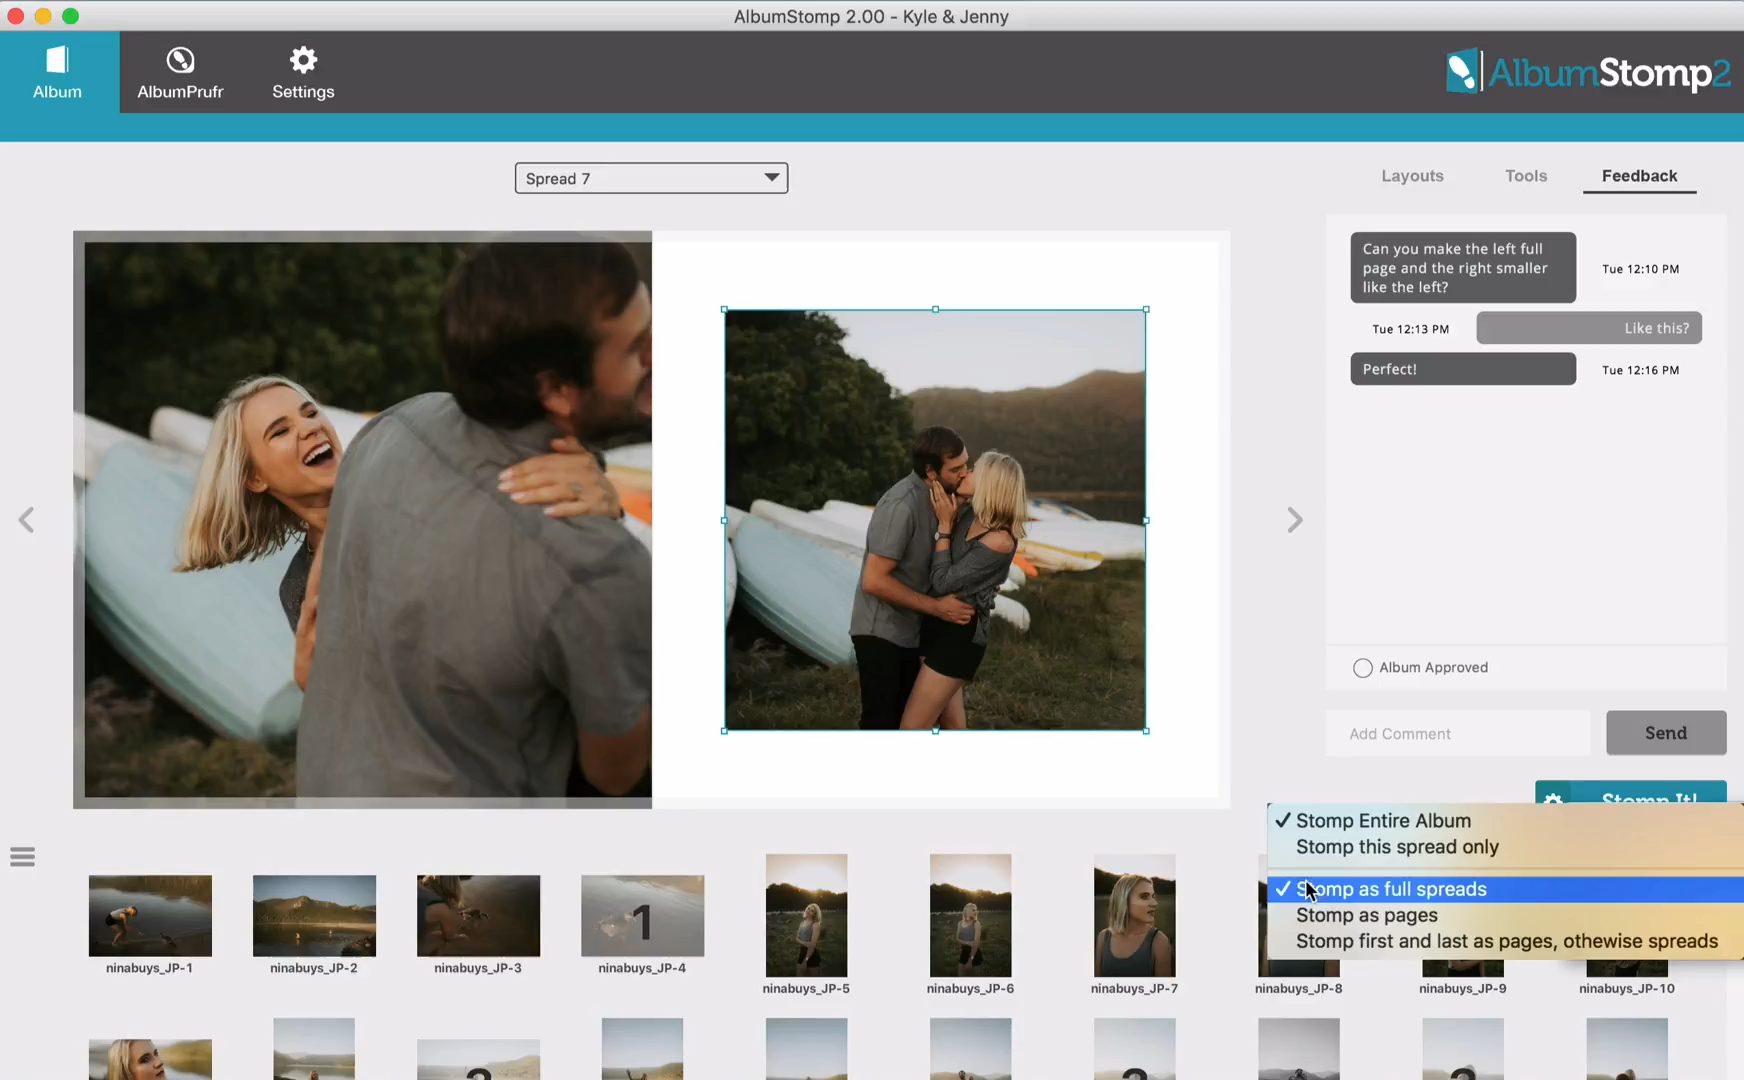 AlbumStomp 2.00 - Kyle & Jenny
Album
AlbumPrufr
Settings
AlbumStomp2
Spread 7
Layouts
Tools
Feedback
Can you make the left full
page and the right smaller
like the left?
Tue 12:10 PM
Tue 12:13 PM
Like this?
Perfect!
Tue 12:16 PM
Album Approved
Add Comment
Send
Stomp It!
Stomp Entire Album
Stomp this spread only
Stomp as full spreads
Stomp as pages
Stomp first and last as pages, othewise spreads
1
ninabuys_JP-1
ninabuys_JP-2
ninabuys_JP-3
ninabuys_JP-4
ninabuys_JP-5
ninabuys_JP-6
ninabuys_JP-7
ninabuys_JP-8
ninabuys_JP-9
ninabuys_JP-10